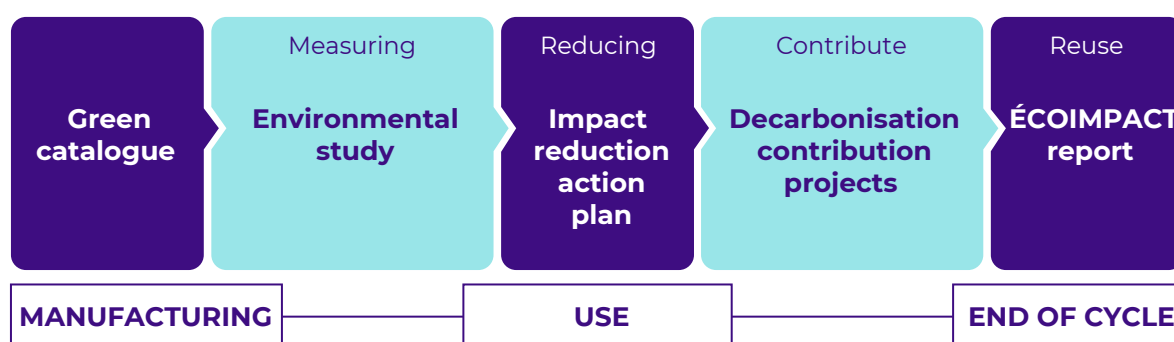 Green
catalogue
Measuring
Environmental
study
Reducing
Impact
reduction
action
plan
Contribute
Decarbonisation
contribution
projects
Reuse
ÉCOIMPACT
report
MANUFACTURING
USE
END OF CYCLE